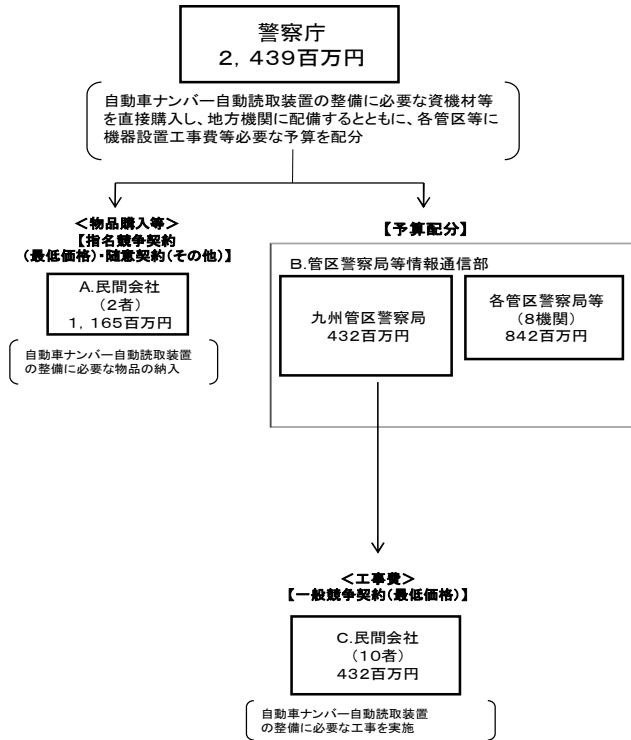 警察庁
2，439百万円
自動車ナンバー自動読取装置の整備に必要な資機材等
を直接購入し、地方機関に配備するとともに、各管区等に
機器設置工事費等必要な予算を配分
＜物品購入等＞
【指名競争契約
（最低価格）・随意契約（その他）】
A.民間会社
（2者）
1，165百万円
自動車ナンバー自動読取装置
の整備に必要な物品の納入
【予算配分】
B.管区警察局等情報通信部
九州管区警察局
432百万円
各管区警察局等
（8機関）
842百万円
＜工事費＞
【一般競争契約（最低価格）】
C.民間会社
（10者）
432百万円
自動車ナンバー自動読取装置
の整備に必要な工事を実施